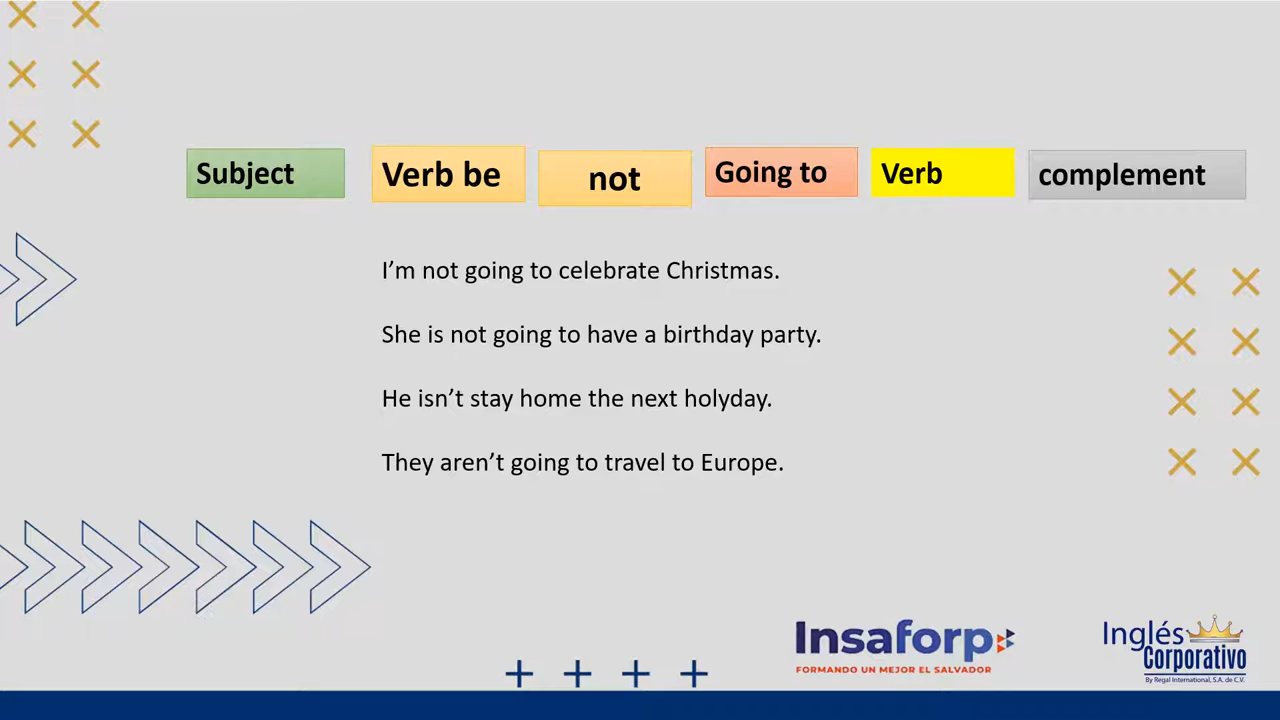 Subject Verb be not Going to Verb complement
I'm not going to celebrate Christmas.
She is not going to have a birthday party.
He isn't stay home the next holyday.
They aren't going to travel to Europe.
Insaforp
FORMANDO UN MEJOR EL SALVADOR
Inglés
Corporativo
By Regal International, S.A. de C.V.